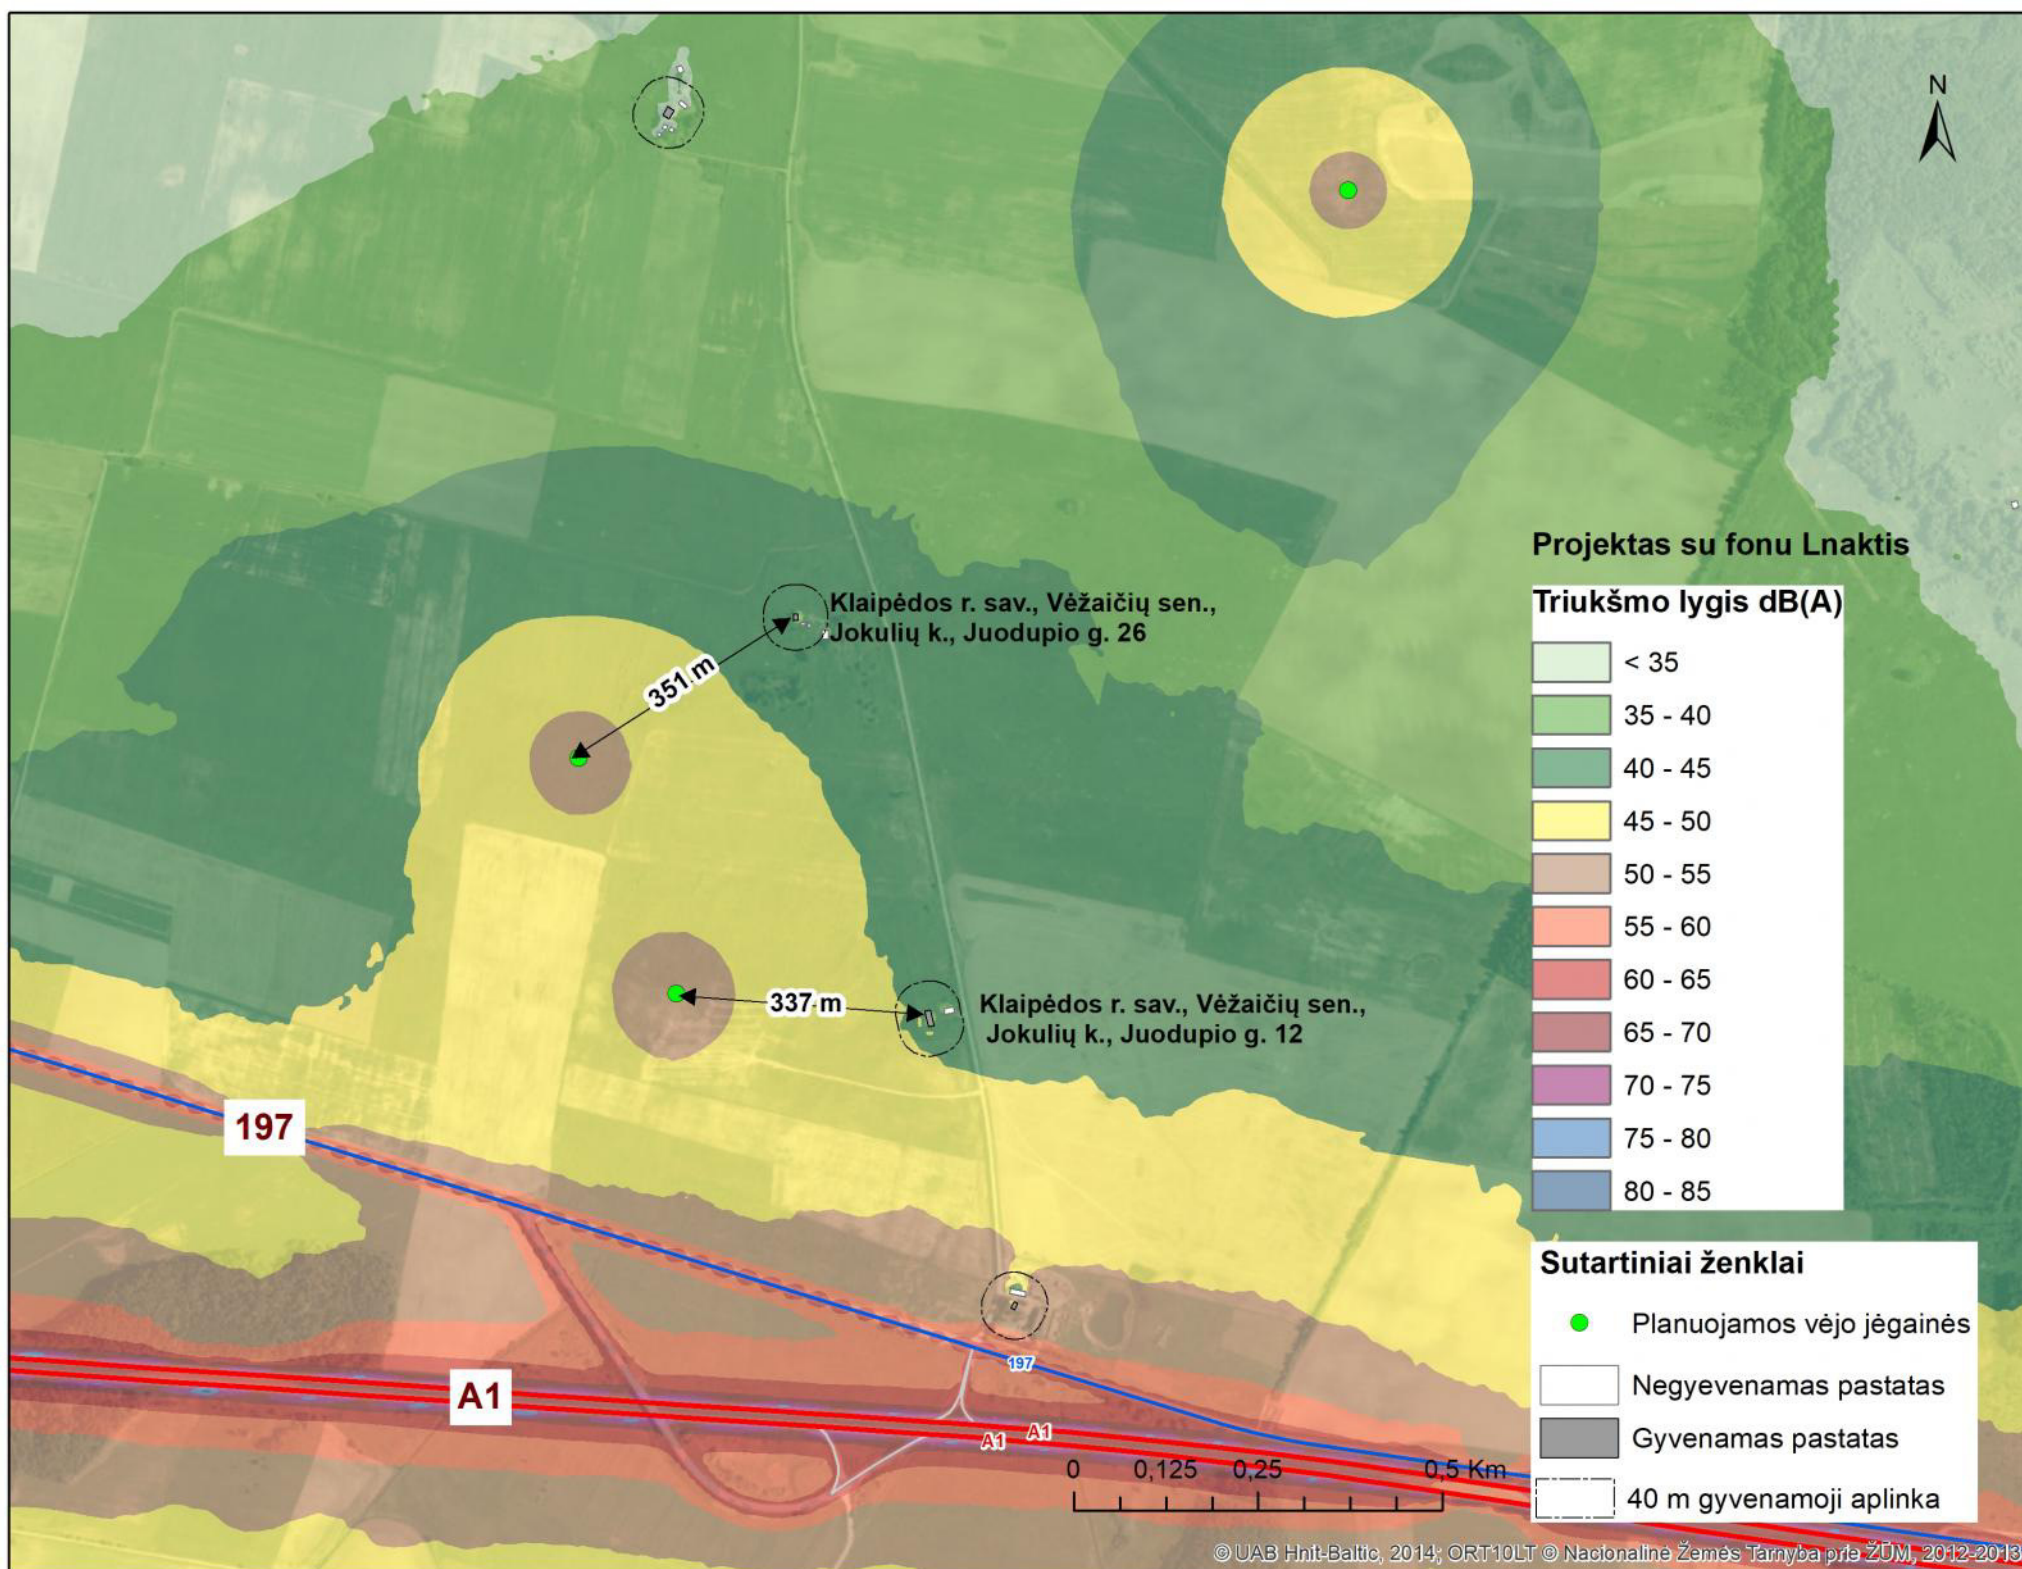 N
Klaipėdos r. sav., Vėžaičių sen.,
Jokulių k., Juodupio g. 26
351 m
337 m
Klaipėdos r. sav., Vėžaičių sen.,
Jokulių k., Juodupio g. 12
197
A1
197
A1
A1
0 0,125 0,25 0,5 Km
Projektas su fonu Lnaktis
Triukšmo lygis dB(A)
< 35
35 - 40
40 - 45
45 - 50
50 - 55
55 - 60
60 - 65
65 - 70
70 - 75
75 - 80
80 - 85
Sutartiniai ženklai
Planuojamos vėjo jėgainės
Negyevenamas pastatas
Gyvenamas pastatas
40 m gyvenamoji aplinka
© UAB Hnit-Baltic, 2014; ORT10LT © Nacionalinė Žemės Tarnyba prie ŽŪM, 2012-2013